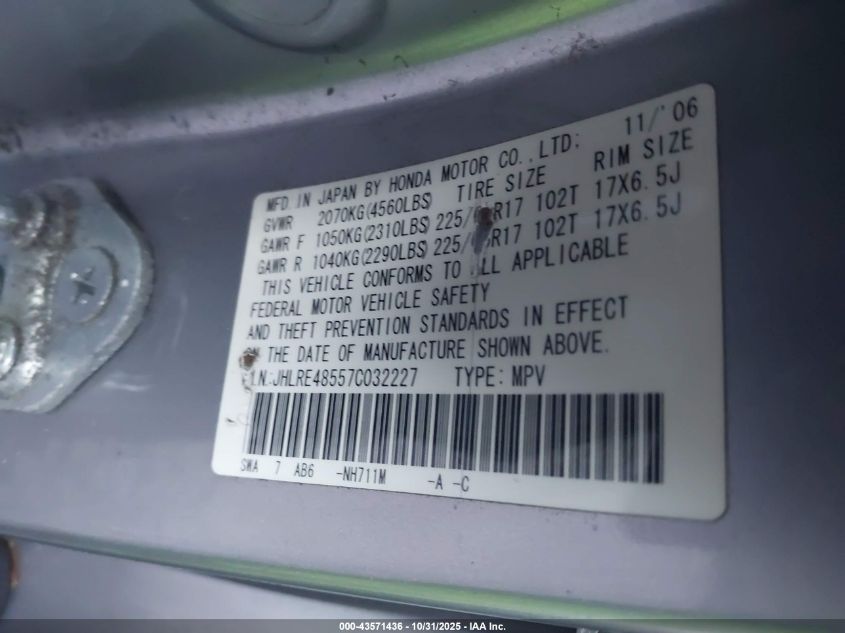 MFD. IN JAPAN BY HONDA MOTOR CO., LTD: 11/'06
GVWR 2070KG(4560LBS) TIRE SIZE RIM SIZE
GAWR F 1050KG(2310LBS) 225/ R17 102T 17X6.5J
GAWR R 1040KG(2290LBS) 225/ R17 102T 17X6.5J
THIS VEHICLE CONFORMS TO ALL APPLICABLE
FEDERAL MOTOR VEHICLE SAFETY
AND THEFT PREVENTION STANDARDS IN EFFECT
ON THE DATE OF MANUFACTURE SHOWN ABOVE.
V.I.N.:JHLRE48557C032227 TYPE: MPV
SWA 7 AB6 -NH711M -A -C
000-43571436 - 10/31/2025 - IAA Inc.